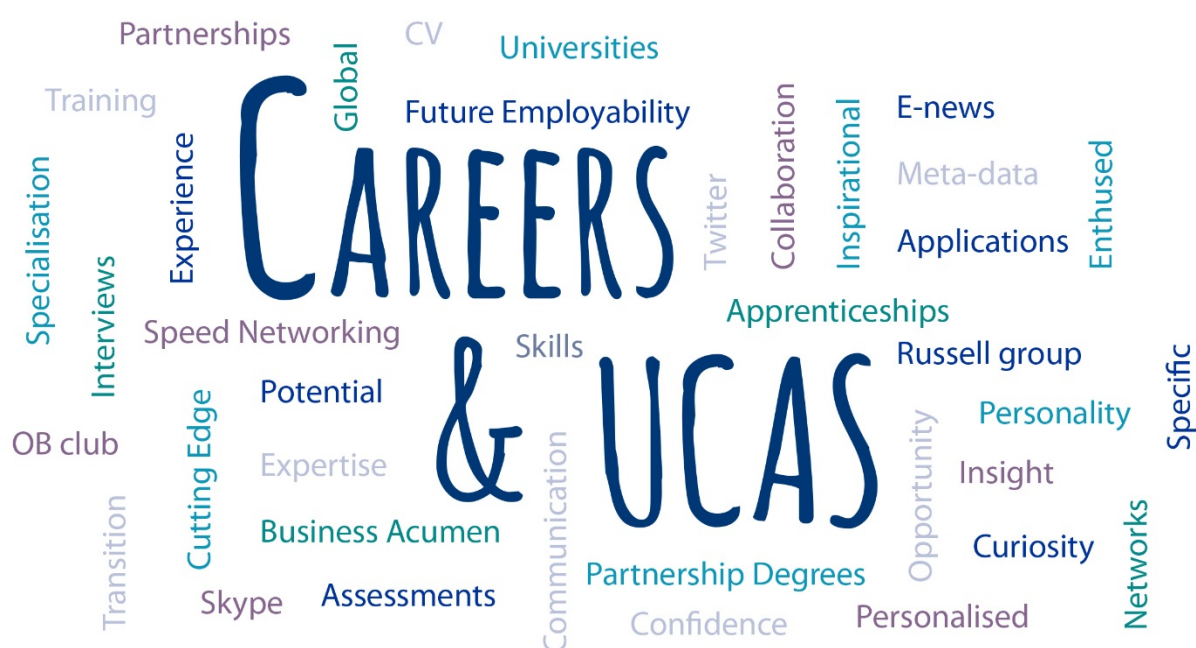 Partnerships
CV
Universities
Global
Training
Future Employability
Collaboration
Inspirational
E-news
Experience
CAREERS
Twitter
Meta-data
Enthused
Specialisation
Applications
Interviews
Apprenticeships
Speed Networking
Skills
Russell group
Specific
&
UCAS
Potential
Personality
OB club
Cutting Edge
Expertise
Communication
Opportunity
Insight
Transition
Business Acumen
Curiosity
Networks
Partnership Degrees
Skype
Assessments
Confidence
Personalised